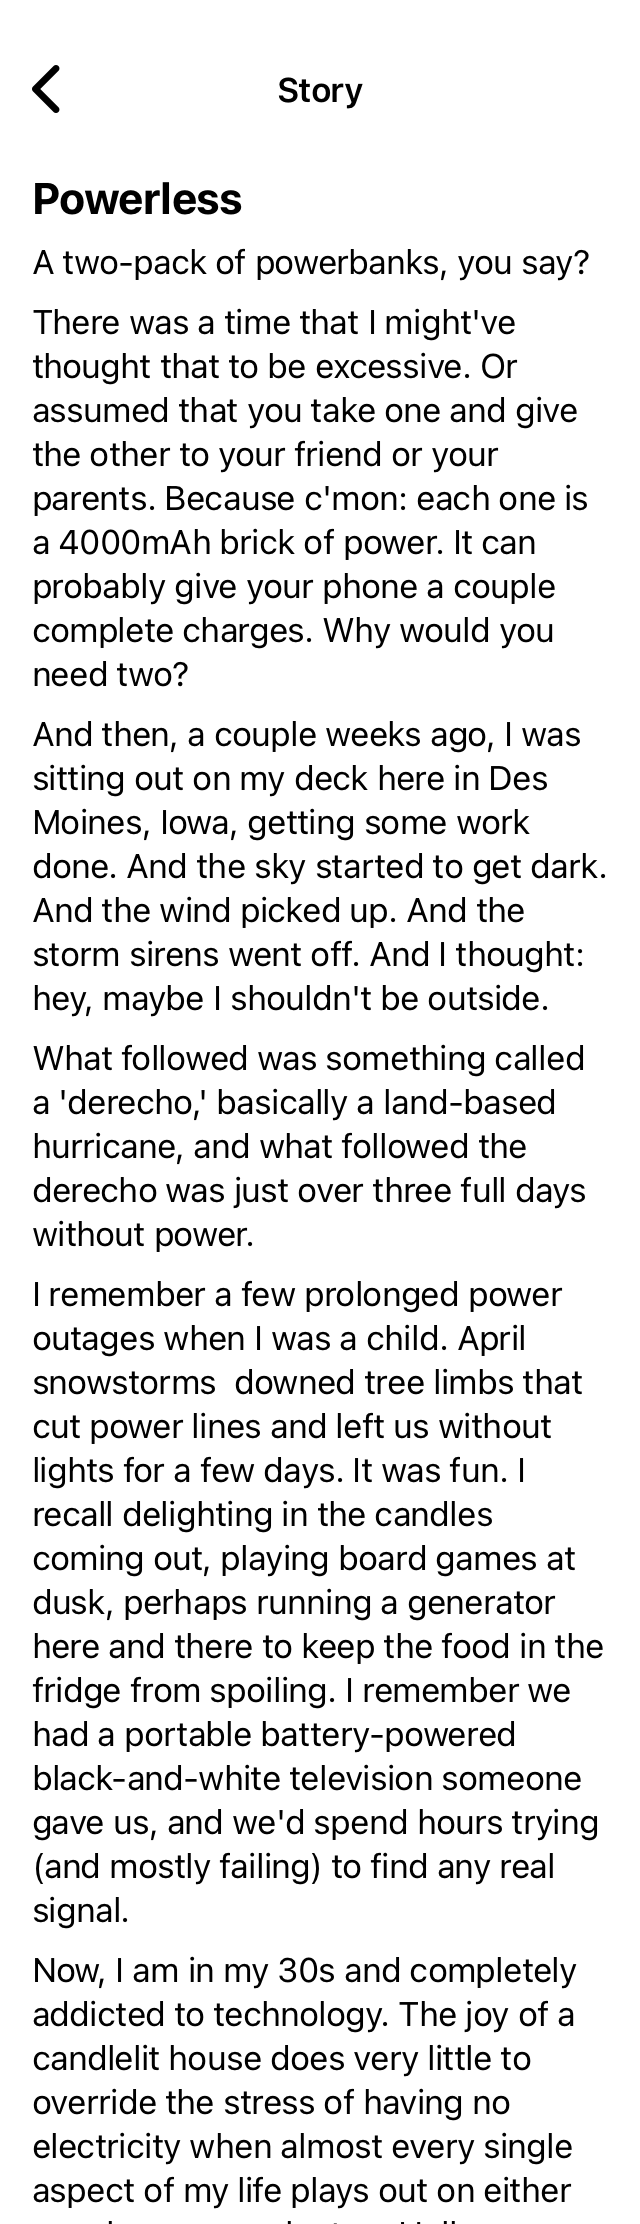 Story
Powerless
A two-pack of powerbanks, you say?
There was a time that I might've
thought that to be excessive. Or
assumed that you take one and give
the other to your friend or your
parents. Because c'mon: each one is
a 4000mAh brick of power. It can
probably give your phone a couple
complete charges. Why would you
need two?
And then, a couple weeks ago, I was
sitting out on my deck here in Des
Moines, Iowa, getting some work
done. And the sky started to get dark.
And the wind picked up. And the
storm sirens went off. And I thought:
hey, maybe I shouldn't be outside.
What followed was something called
a 'derecho,' basically a land-based
hurricane, and what followed the
derecho was just over three full days
without power.
I remember a few prolonged power
outages when I was a child. April
snowstorms  downed tree limbs that
cut power lines and left us without
lights for a few days. It was fun. I
recall delighting in the candles
coming out, playing board games at
dusk, perhaps running a generator
here and there to keep the food in the
fridge from spoiling. I remember we
had a portable battery-powered
black-and-white television someone
gave us, and we'd spend hours trying
(and mostly failing) to find any real
signal.
Now, I am in my 30s and completely
addicted to technology. The joy of a
candlelit house does very little to
override the stress of having no
electricity when almost every single
aspect of my life plays out on either